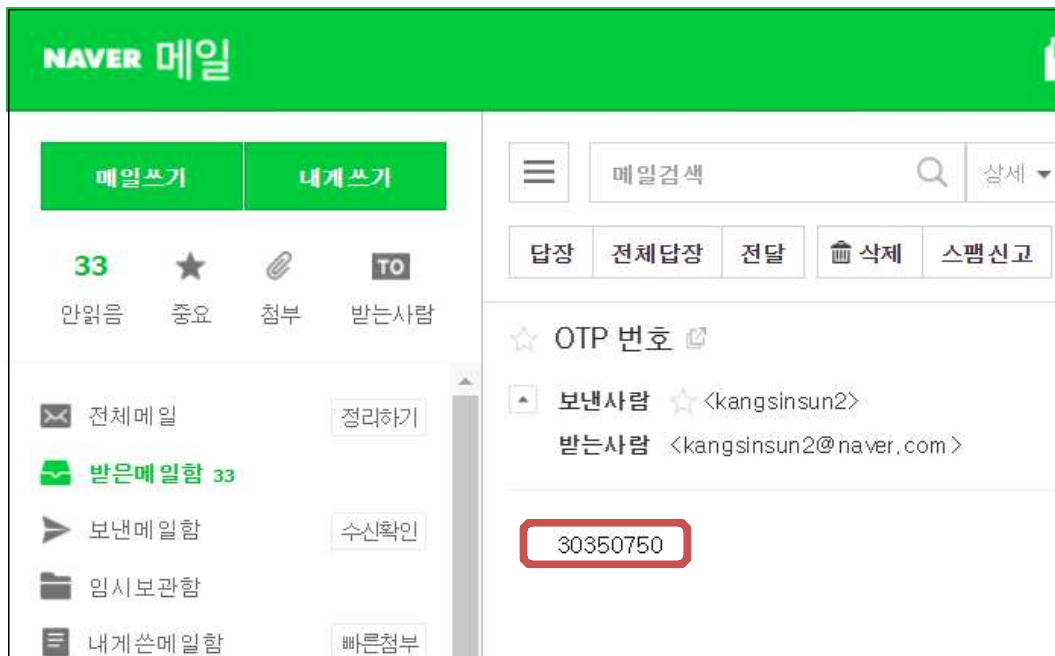 NAVER 메일
메일쓰기 내게쓰기
33
안읽음 중요 첨부 TO 받는사람
전체메일 정리하기
받은메일함 33
보낸메일함 수신확인
임시보관함
내게쓴메일함 빠른첨부
메일검색 상세
답장 전체답장 전달 삭제 스팸신고
OTP 번호
보낸사람 <kangsinsun2>
받는사람 <kangsinsun2@naver.com>
30350750